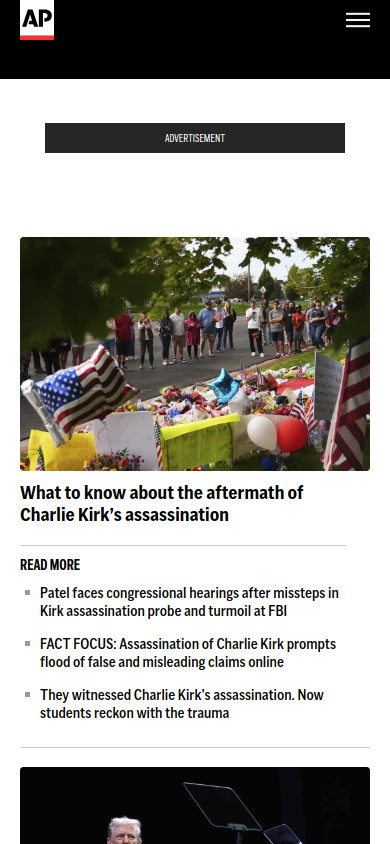 AP
ADVERTISEMENT
What to know about the aftermath of
Charlie Kirk's assassination
READ MORE
Patel faces congressional hearings after missteps in
Kirk assassination probe and turmoil at FBI
FACT FOCUS: Assassination of Charlie Kirk prompts
flood of false and misleading claims online
They witnessed Charlie Kirk's assassination. Now
students reckon with the trauma